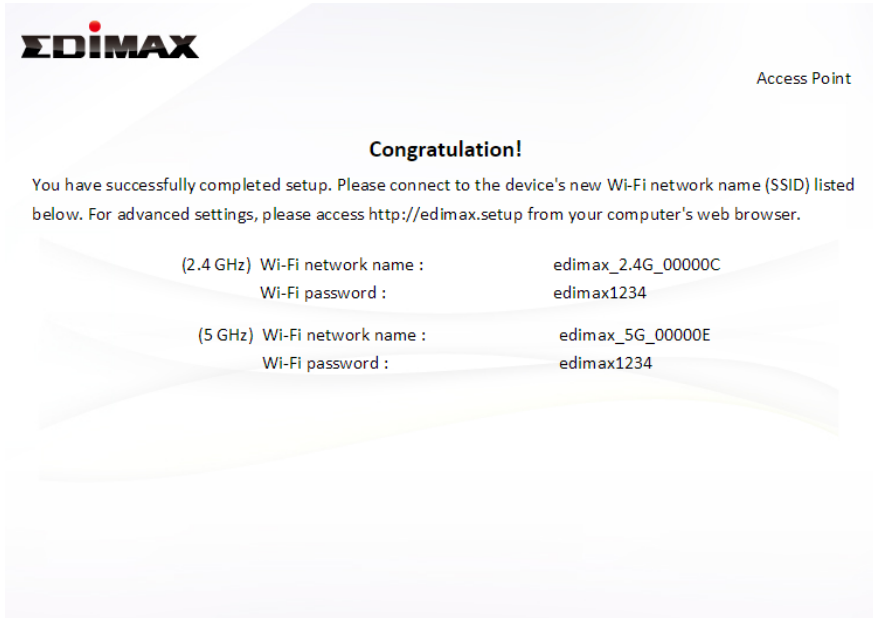 EDIMAX
Access Point
Congratulation!
You have successfully completed setup. Please connect to the device's new Wi-Fi network name (SSID) listed
below. For advanced settings, please access http://edimax.setup from your computer's web browser.
(2.4 GHz) Wi-Fi network name : edimax_2.4G_00000C
Wi-Fi password : edimax1234
(5 GHz) Wi-Fi network name : edimax_5G_00000E
Wi-Fi password : edimax1234